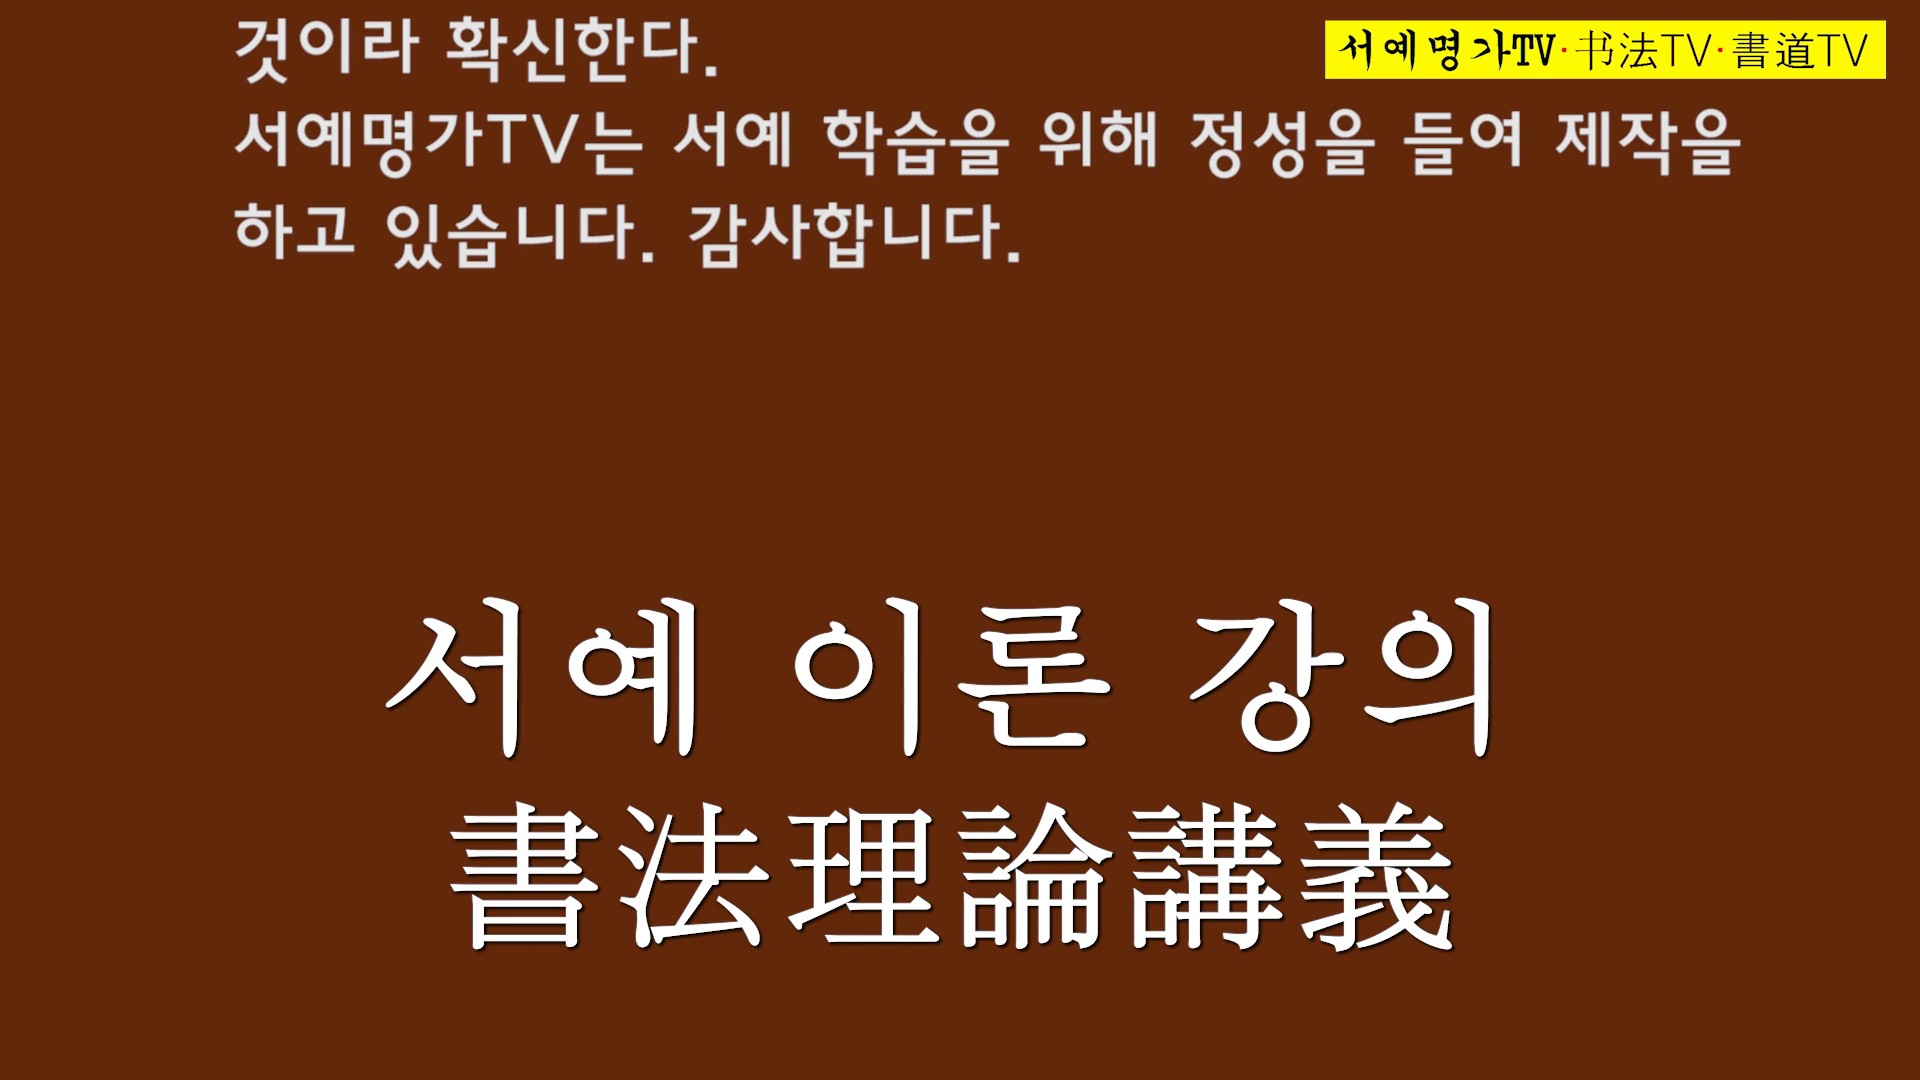 것이라 확신한다.
서예명가TV·书法TV·書道TV
서예명가TV는 서예 학습을 위해 정성을 들여 제작을
하고 있습니다. 감사합니다.
서예 이론 강의
書法理論講義